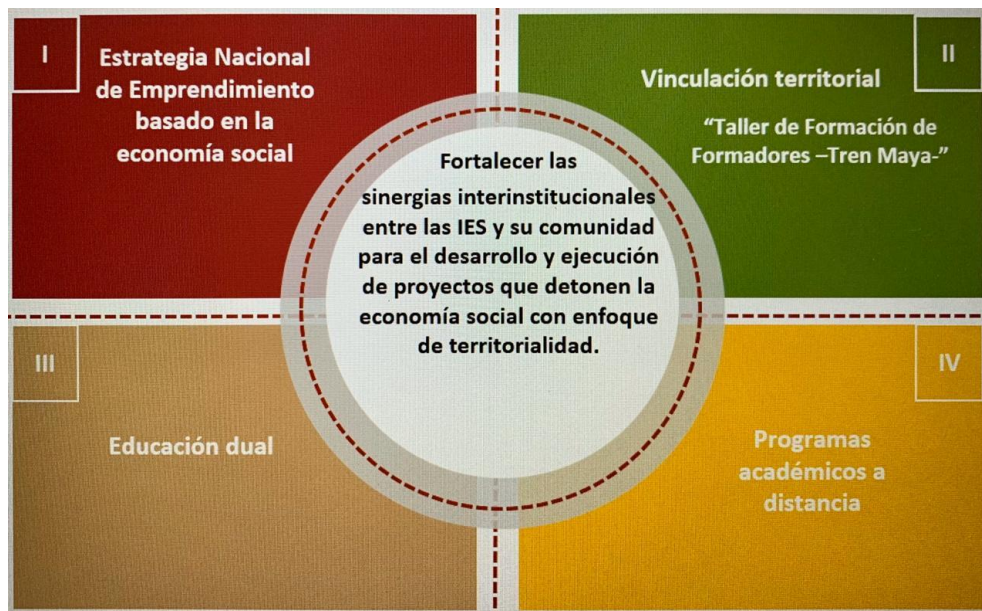 I
Estrategia Nacional
de Emprendimiento
basado en la
economía social
II
Vinculación territorial
“Taller de Formación de
Formadores –Tren Maya-”
Fortalecer las
sinergias interinstitucionales
entre las IES y su comunidad
para el desarrollo y ejecución
de proyectos que detonen la
economía social con enfoque
de territorialidad.
III
Educación dual
IV
Programas
académicos a
distancia